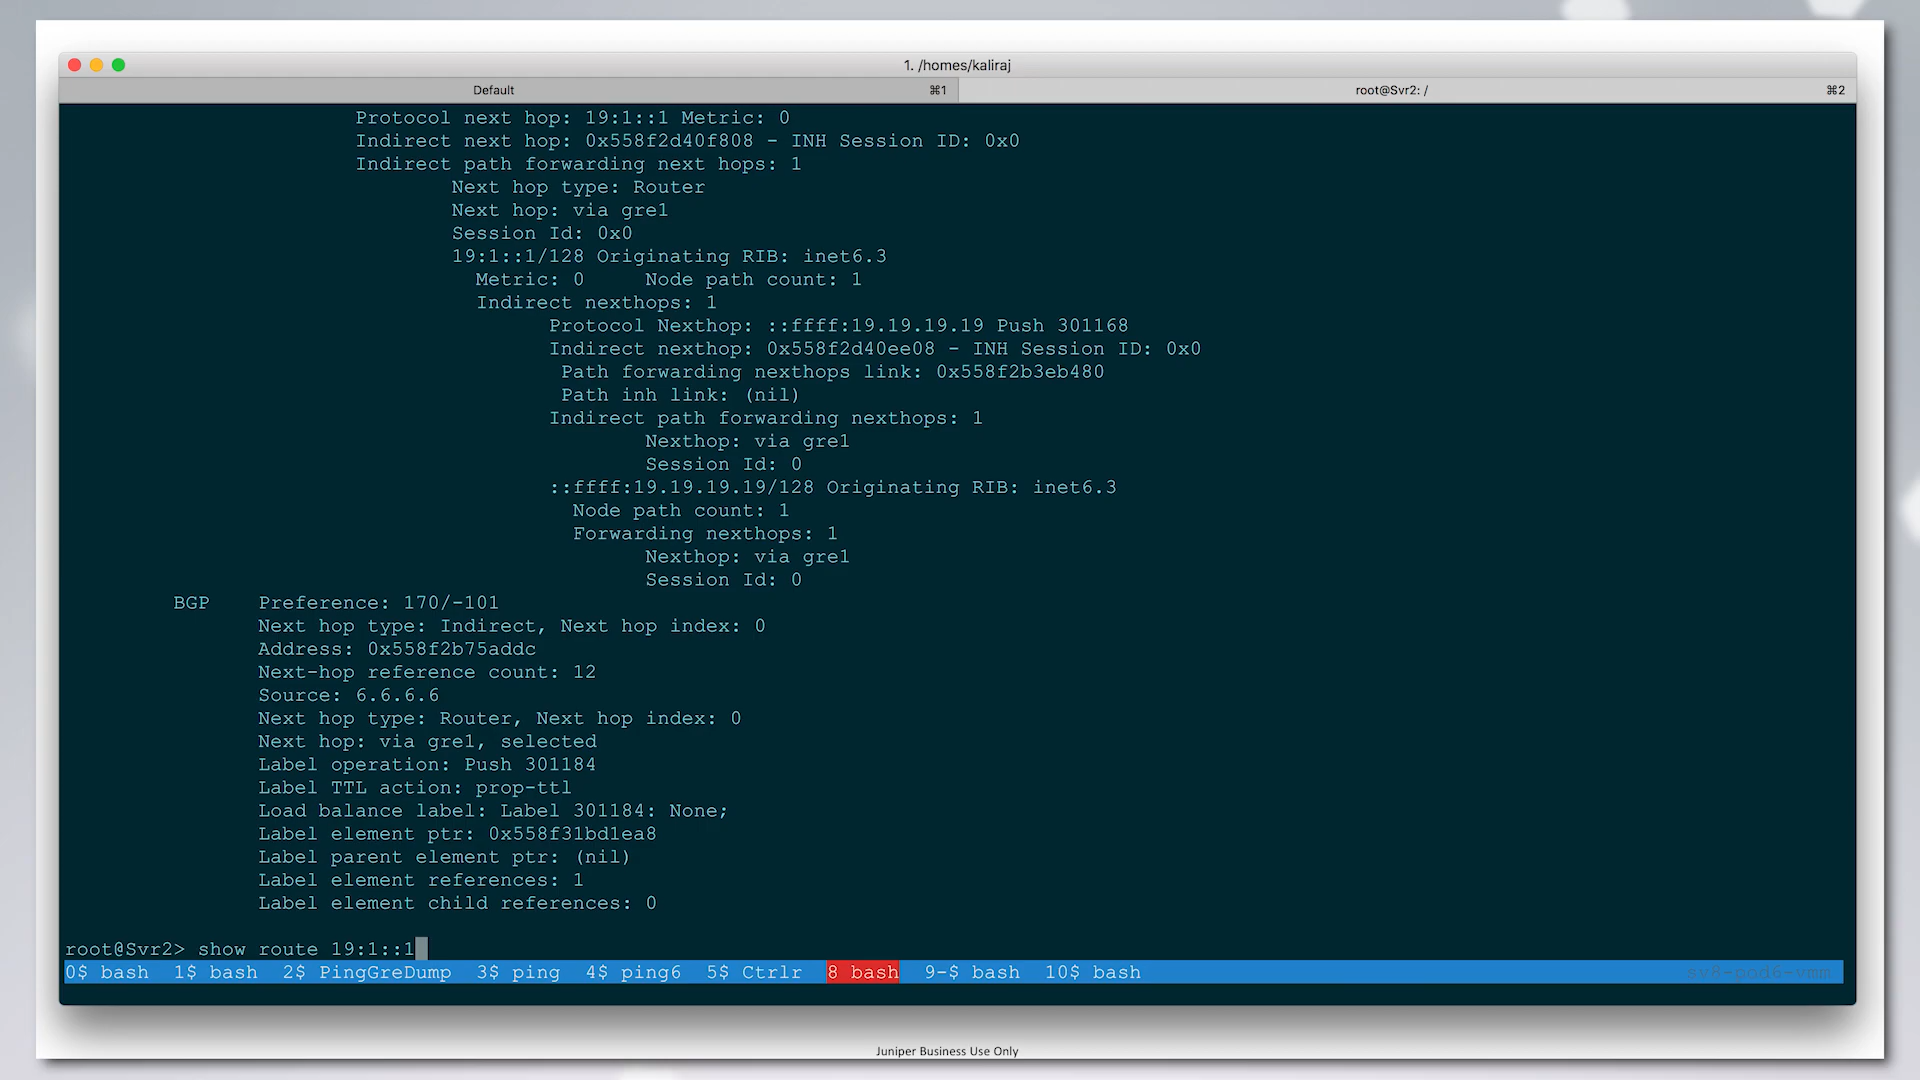 1. /homes/kaliraj
Default ⌘1 root@Svr2: / ⌘2
Protocol next hop: 19:1::1 Metric: 0
Indirect next hop: 0x558f2d40f808 - INH Session ID: 0x0
Indirect path forwarding next hops: 1
Next hop type: Router
Next hop: via gre1
Session Id: 0x0
19:1::1/128 Originating RIB: inet6.3
Metric: 0 Node path count: 1
Indirect nexthops: 1
Protocol Nexthop: ::ffff:19.19.19.19 Push 301168
Indirect nexthop: 0x558f2d40ee08 - INH Session ID: 0x0
Path forwarding nexthops link: 0x558f2b3eb480
Path inh link: (nil)
Indirect path forwarding nexthops: 1
Nexthop: via gre1
Session Id: 0
::ffff:19.19.19.19/128 Originating RIB: inet6.3
Node path count: 1
Forwarding nexthops: 1
Nexthop: via gre1
Session Id: 0
BGP Preference: 170/-101
Next hop type: Indirect, Next hop index: 0
Address: 0x558f2b75addc
Next-hop reference count: 12
Source: 6.6.6.6
Next hop type: Router, Next hop index: 0
Next hop: via gre1, selected
Label operation: Push 301184
Label TTL action: prop-ttl
Load balance label: Label 301184: None;
Label element ptr: 0x558f31bd1ea8
Label parent element ptr: (nil)
Label element references: 1
Label element child references: 0
root@Svr2> show route 19:1::1
0$ bash 1$ bash 2$ PingGreDump 3$ ping 4$ ping6 5$ Ctrlr 8 bash 9-$ bash 10$ bash sv8-pod6-vmm
Juniper Business Use Only